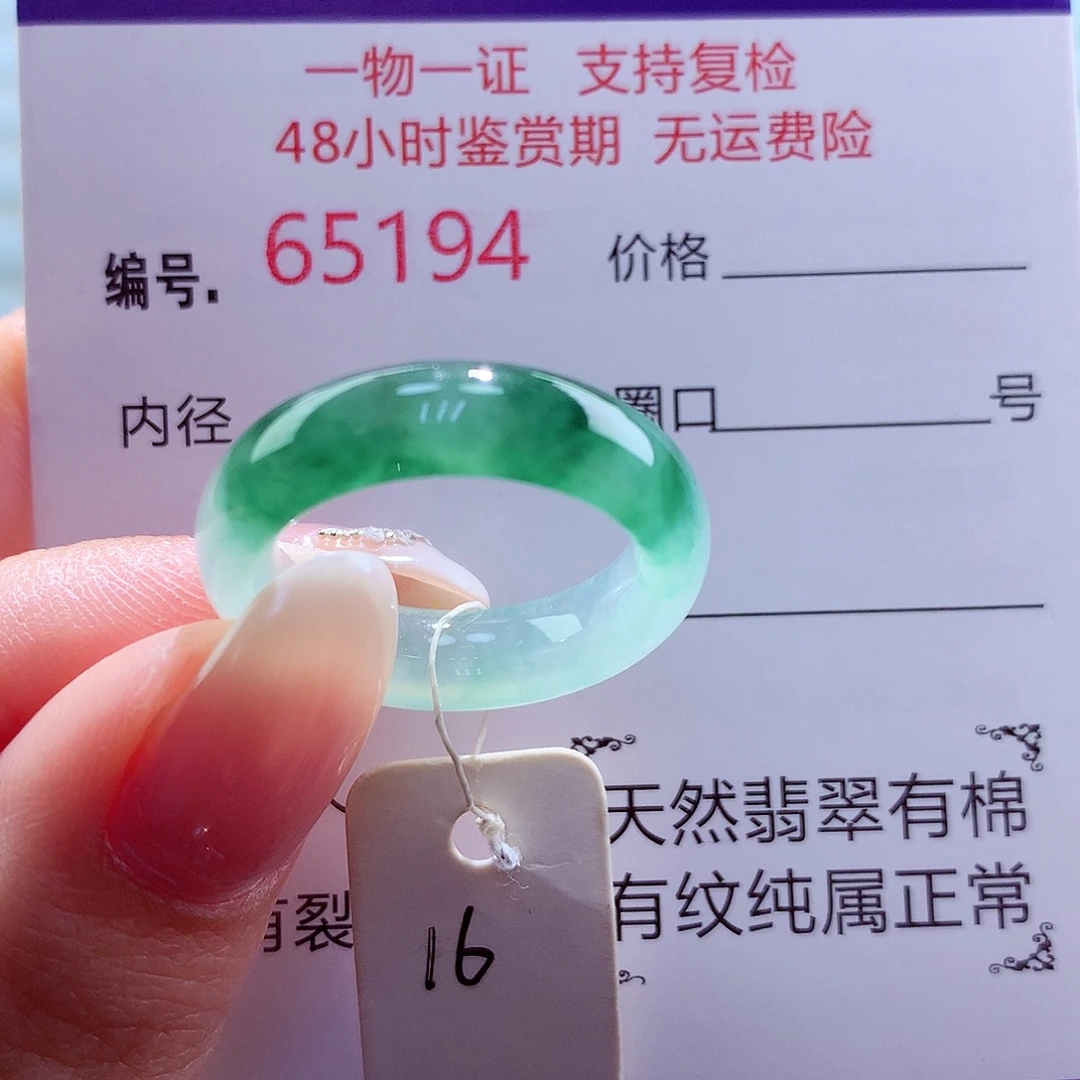 一物一证 支持复检
48小时鉴赏期 无运费险
编号. 65194 价格
内径 圈口 号
天然翡翠有棉
有裂 有纹纯属正常
16